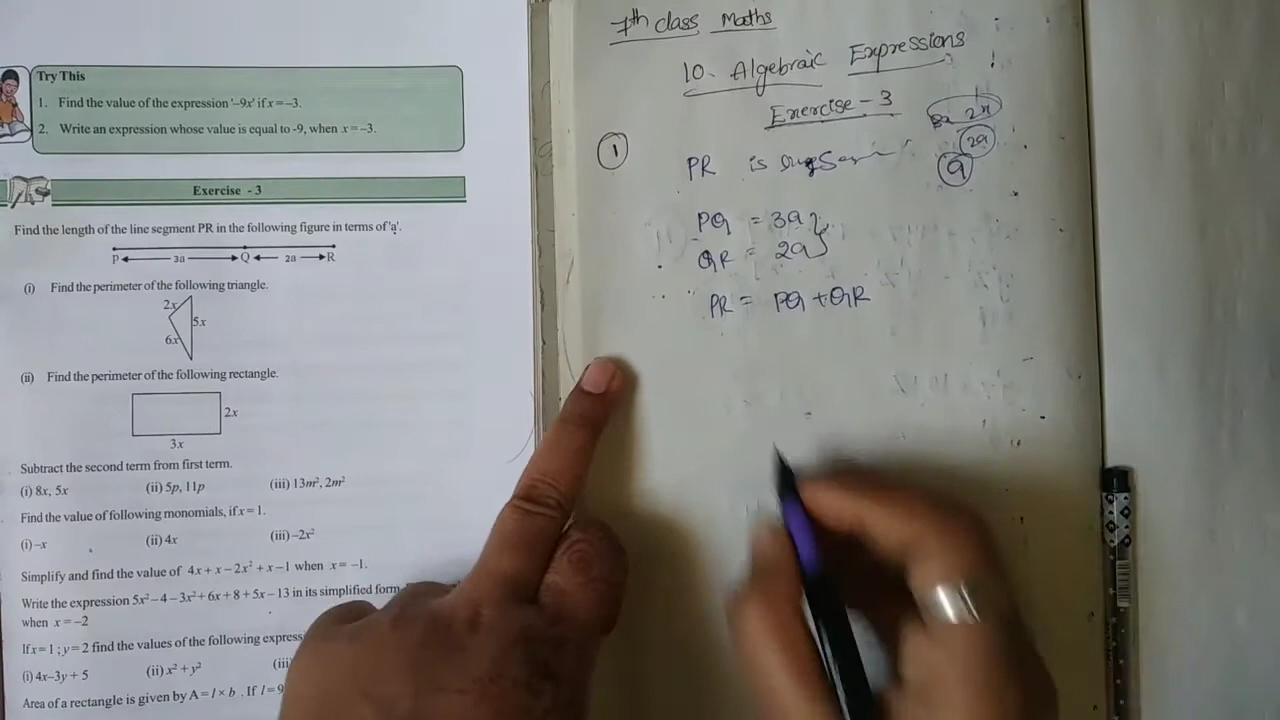 Try This
1. Find the value of the expression '–9x' if x = –3.
2. Write an expression whose value is equal to -9, when x = –3.
Exercise - 3
Find the length of the line segment PR in the following figure in terms of 'a'.
P 3a Q 2a R
(i) Find the perimeter of the following triangle.
2x
5x
6x
(ii) Find the perimeter of the following rectangle.
2x
3x
Subtract the second term from first term.
(i) 8x, 5x (ii) 5p, 11p (iii) 13m², 2m²
Find the value of following monomials, if x = 1.
(i) –x (ii) 4x (iii) –2x²
Simplify and find the value of 4x + x – 2x² + x – 1 when x = –1.
Write the expression 5x² – 4 – 3x² + 6x + 8 + 5x – 13 in its simplified form
when x = –2
If x = 1 ; y = 2 find the values of the following express
(i) 4x–3y + 5 (ii) x² + y² (iii)
Area of a rectangle is given by A = l × b . If l = 9
7th class Maths
10. Algebraic Expressions
Exercise - 3
2x
2a
a
1
PR is
PQ = 3a
QR = 2a
PR = PQ + QR